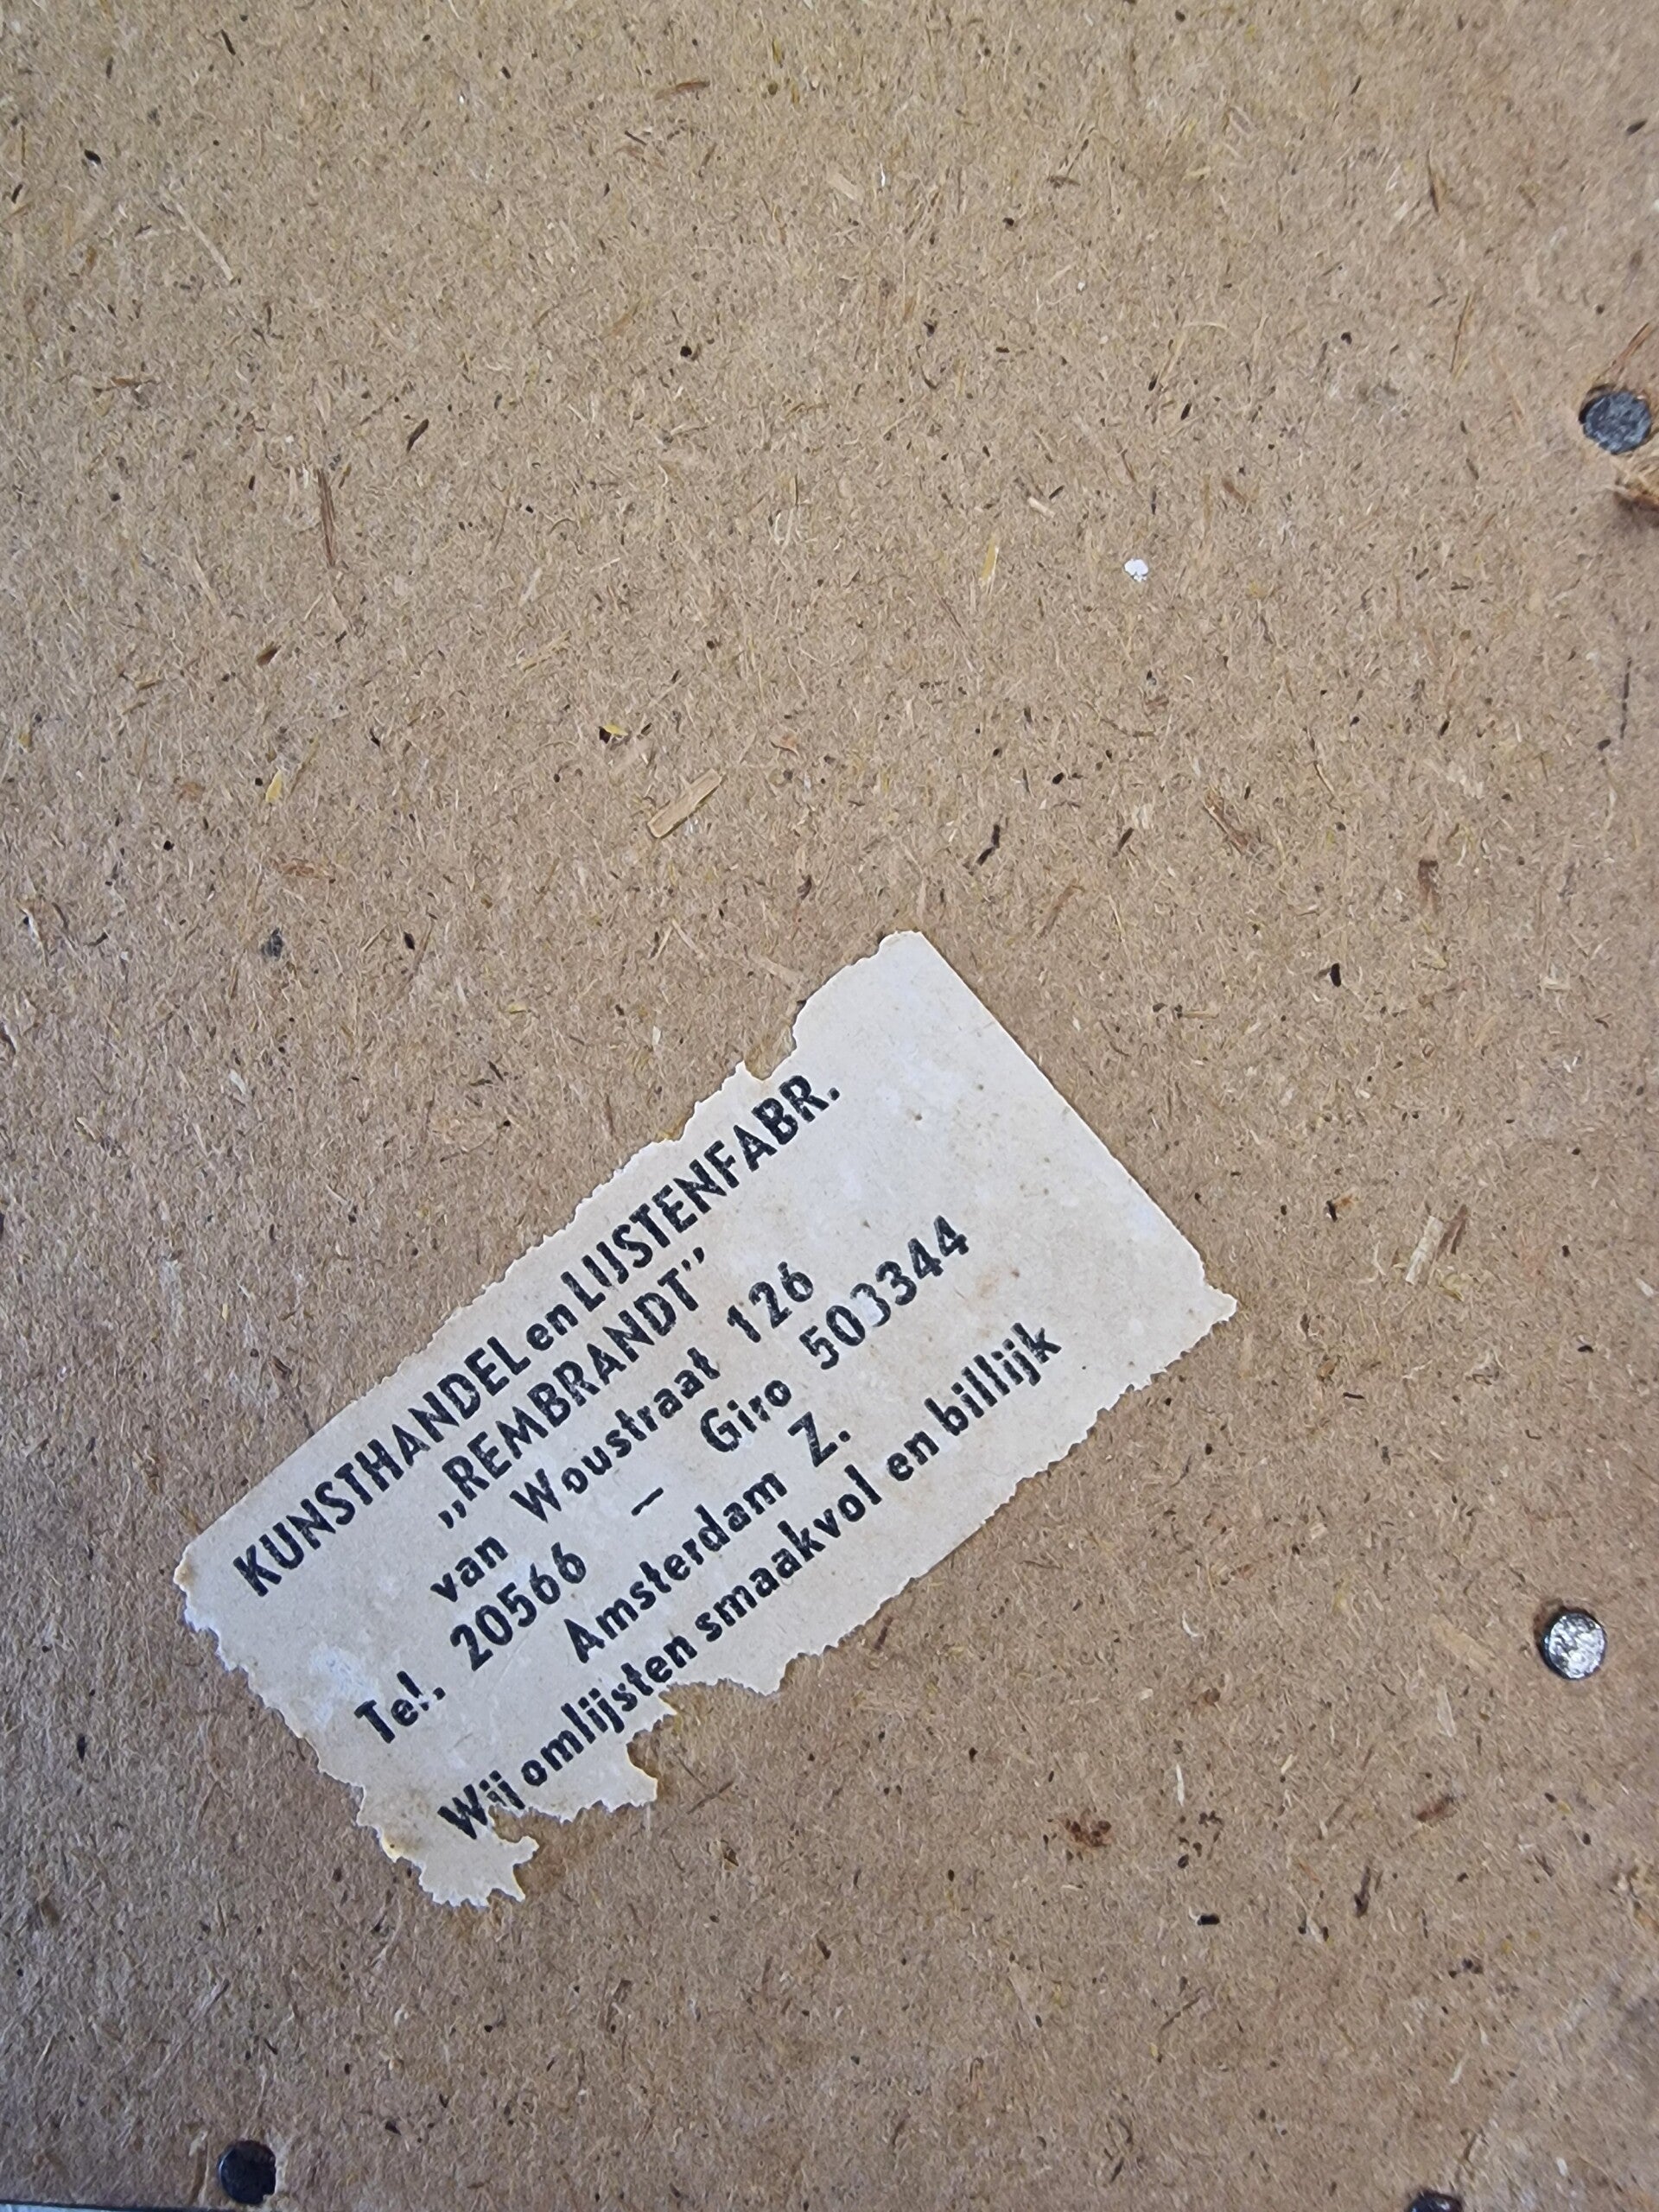 KUNSTHANDEL en LIJSTENFABR.
„REMBRANDT”
van Woustraat 126
Tel. 20566 — Giro 503344
Amsterdam Z.
Wij omlijsten smaakvol en billijk